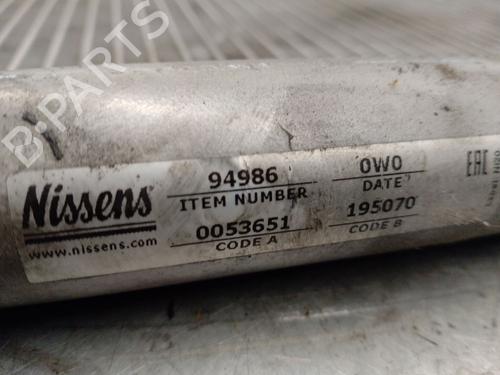 B-PARTS
Nissens
www.nissens.com
94986
ITEM NUMBER
0053651
CODE A
0W0
DATE
195070
CODE B
EAC